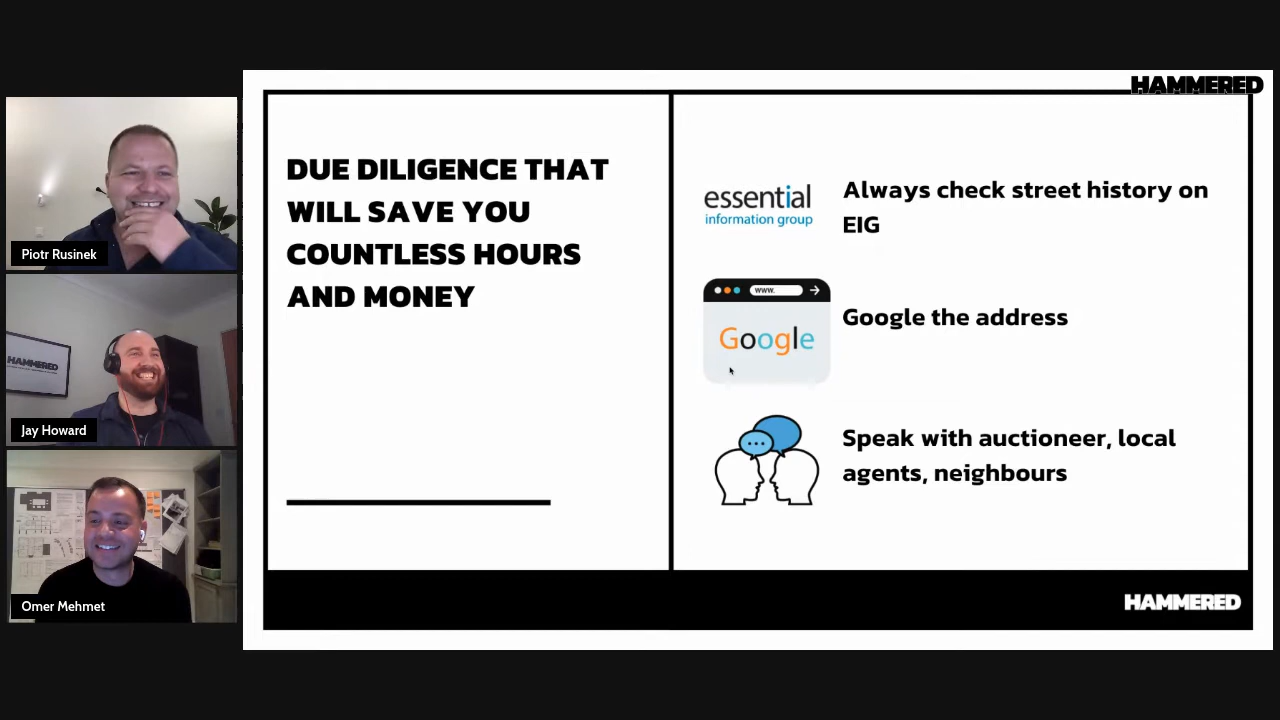 HAMMERED
DUE DILIGENCE THAT
WILL SAVE YOU
COUNTLESS HOURS
AND MONEY
essential
information group
Always check street history on
EIG
www.
Google
Google the address
Speak with auctioneer, local
agents, neighbours
HAMMERED
Piotr Rusinek
HAMMERED
Jay Howard
Omer Mehmet